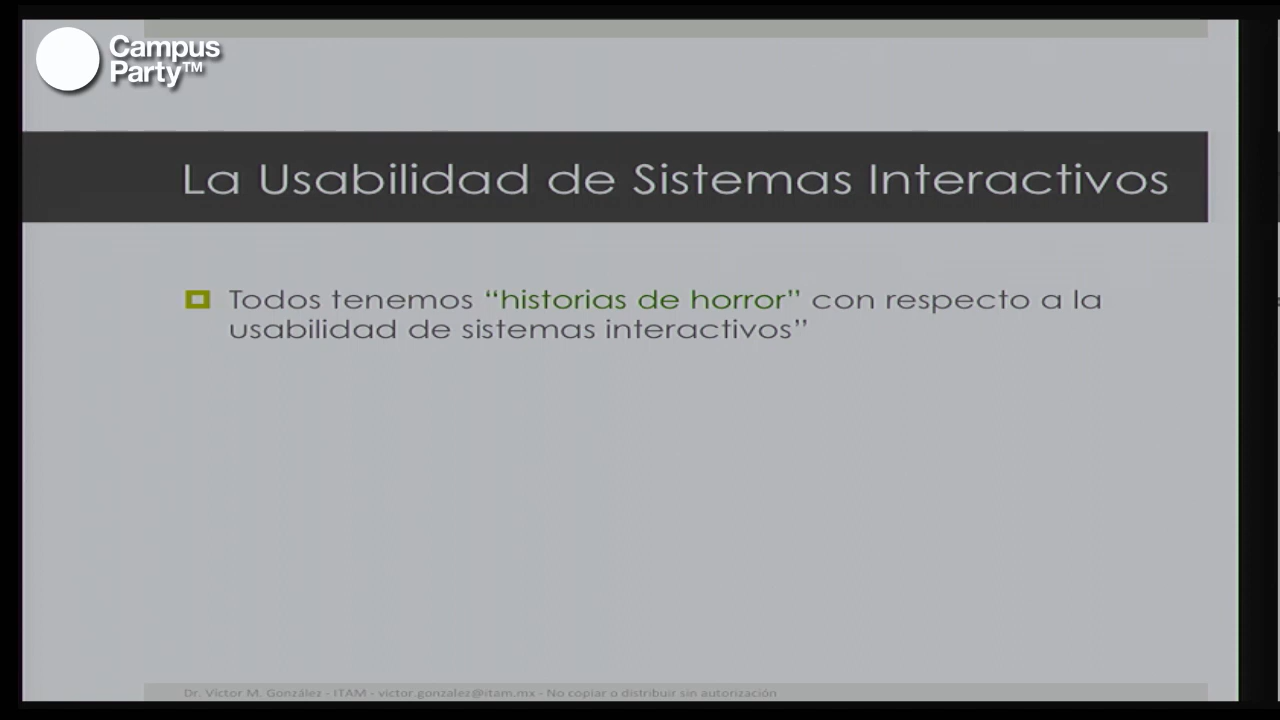 Campus
Party™
La Usabilidad de Sistemas Interactivos
Todos tenemos “historias de horror” con respecto a la
usabilidad de sistemas interactivos”
Dr. Víctor M. González - ITAM - victor.gonzalez@itam.mx - No copiar o distribuir sin autorización